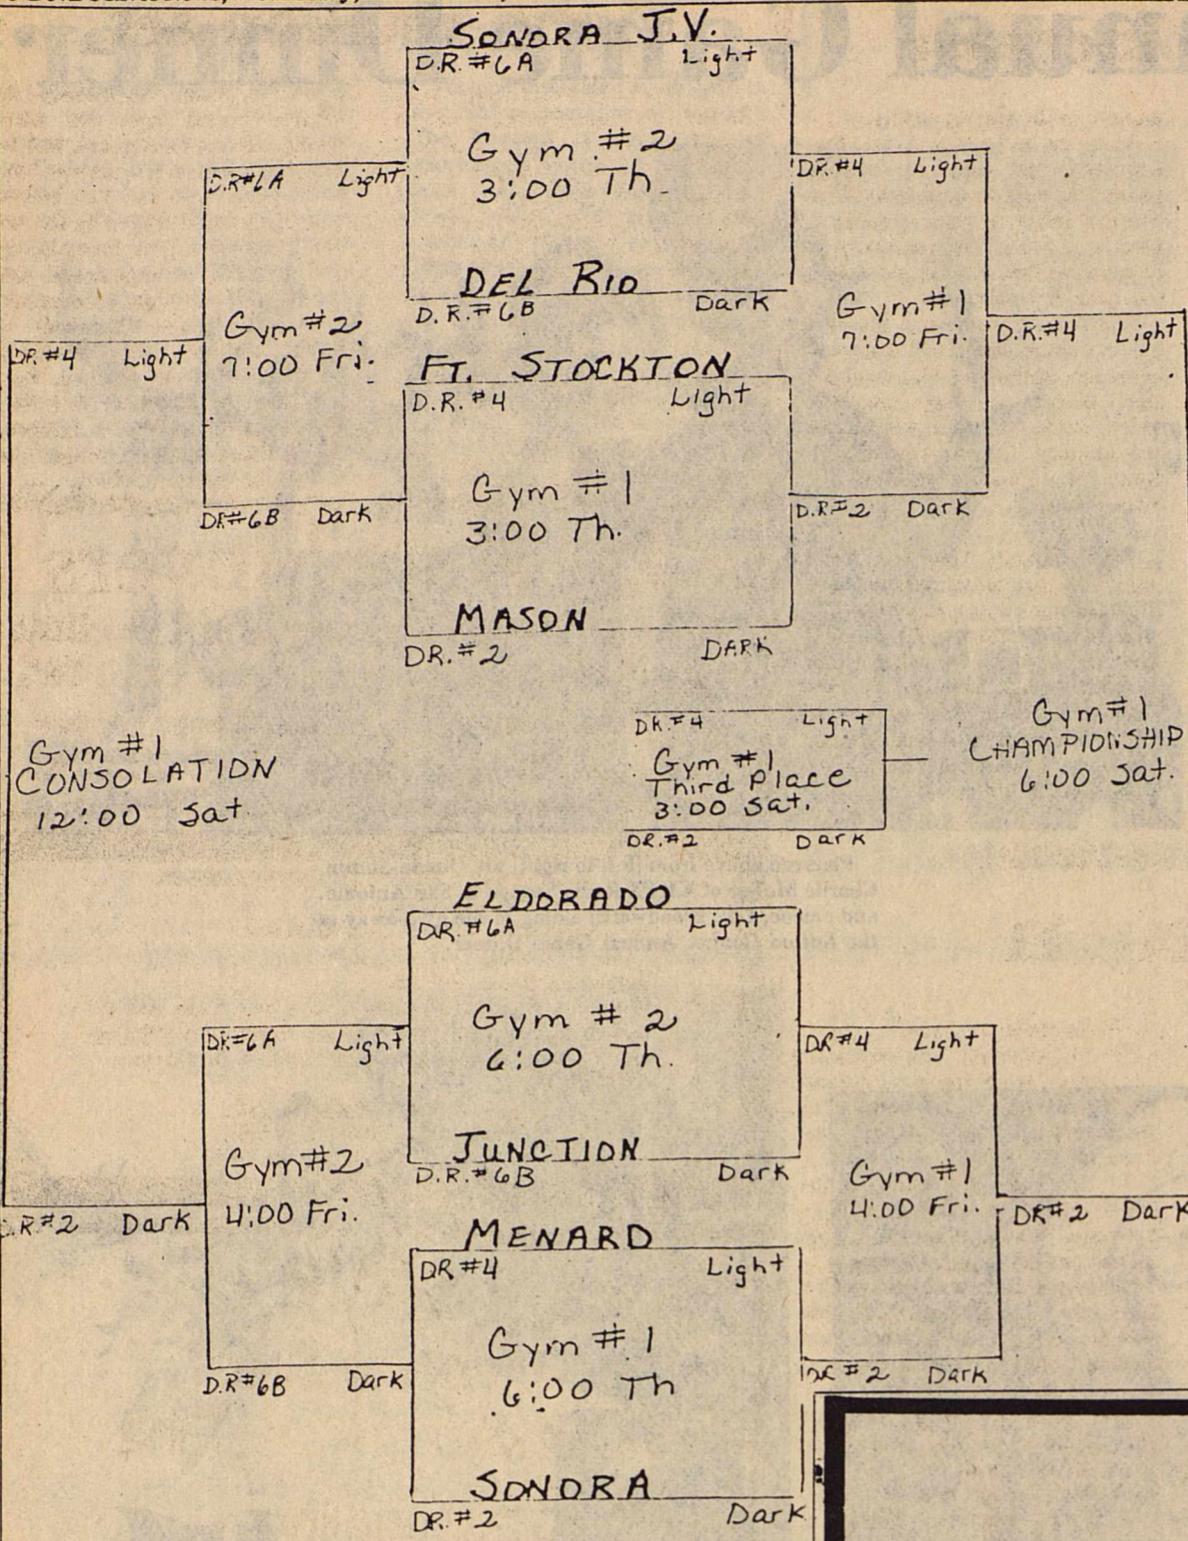 SONORA J.V.
D.R. #6A Light
Gym #2
3:00 Th.
DEL RIO
D.R. #6B Dark
D.R #6A Light
Gym #2
7:00 Fri.
DR #6B Dark
DR. #4 Light
Gym #1
7:00 Fri.
D.R #2 Dark
DR. #4 Light
D.R. #4 Light
FT. STOCKTON
D.R. #4 Light
Gym #1
3:00 Th.
MASON
DR. #2 DARK
Gym #1
CONSOLATION
12:00 Sat.
DR. #4 Light
Gym #1
Third Place
3:00 Sat.
DR. #2 Dark
Gym #1
CHAMPIONSHIP
6:00 Sat.
ELDORADO
D.R. #6A Light
Gym # 2
6:00 Th.
JUNCTION
D.R. #6B Dark
DR #6A Light
Gym #2
4:00 Fri.
D.R #6B Dark
DR #4 Light
Gym #1
4:00 Fri.
DR #2 Dark
D.R. #2 Dark
DR #2 Dark
MENARD
DR #4 Light
Gym # 1
6:00 Th
SONORA
DR. #2 Dark